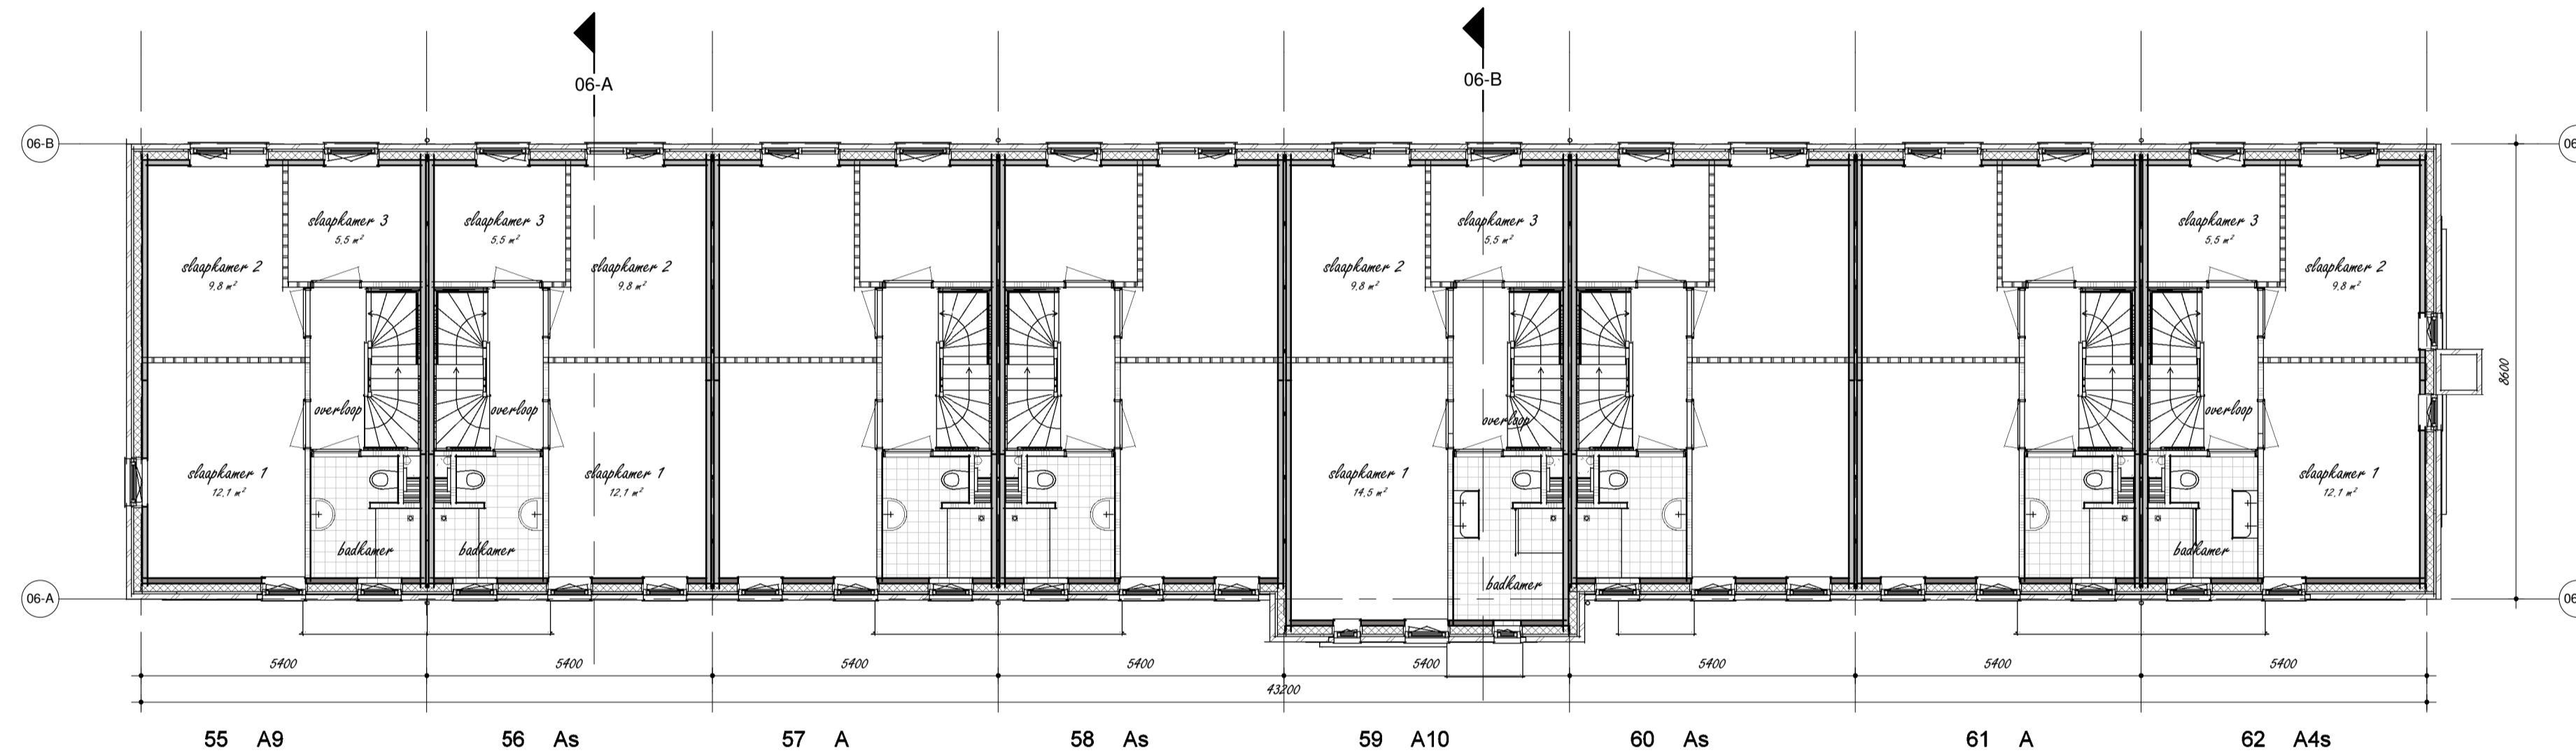 06-A
06-B
06-B
06
slaapkamer 3
5,5 m²
slaapkamer 3
5,5 m²
slaapkamer 3
5,5 m²
slaapkamer 3
5,5 m²
slaapkamer 2
9,8 m²
slaapkamer 2
9,8 m²
slaapkamer 2
9,8 m²
slaapkamer 2
9,8 m²
8600
overloop
overloop
overloop
overloop
slaapkamer 1
12,1 m²
slaapkamer 1
12,1 m²
slaapkamer 1
14,5 m²
slaapkamer 1
12,1 m²
badkamer
badkamer
badkamer
badkamer
06-A
06
5400
5400
5400
5400
5400
5400
5400
5400
43200
55 A9
56 As
57 A
58 As
59 A10
60 As
61 A
62 A4s